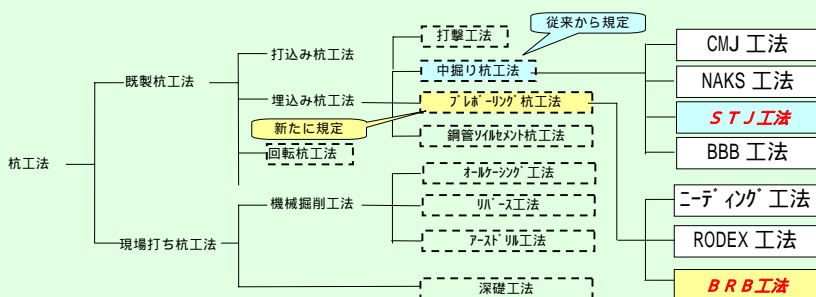 従来から規定
打撃工法
CMJ 工法
打込み杭工法
中掘り杭工法
既製杭工法
NAKS 工法
埋込み杭工法
プレボーリング杭工法
STJ工法
新たに規定
鋼管ソイルセメント杭工法
回転杭工法
BBB 工法
杭工法
オールケーシング工法
ニーディング工法
機械掘削工法
リバース工法
現場打ち杭工法
アースドリル工法
RODEX 工法
深礎工法
BRB工法